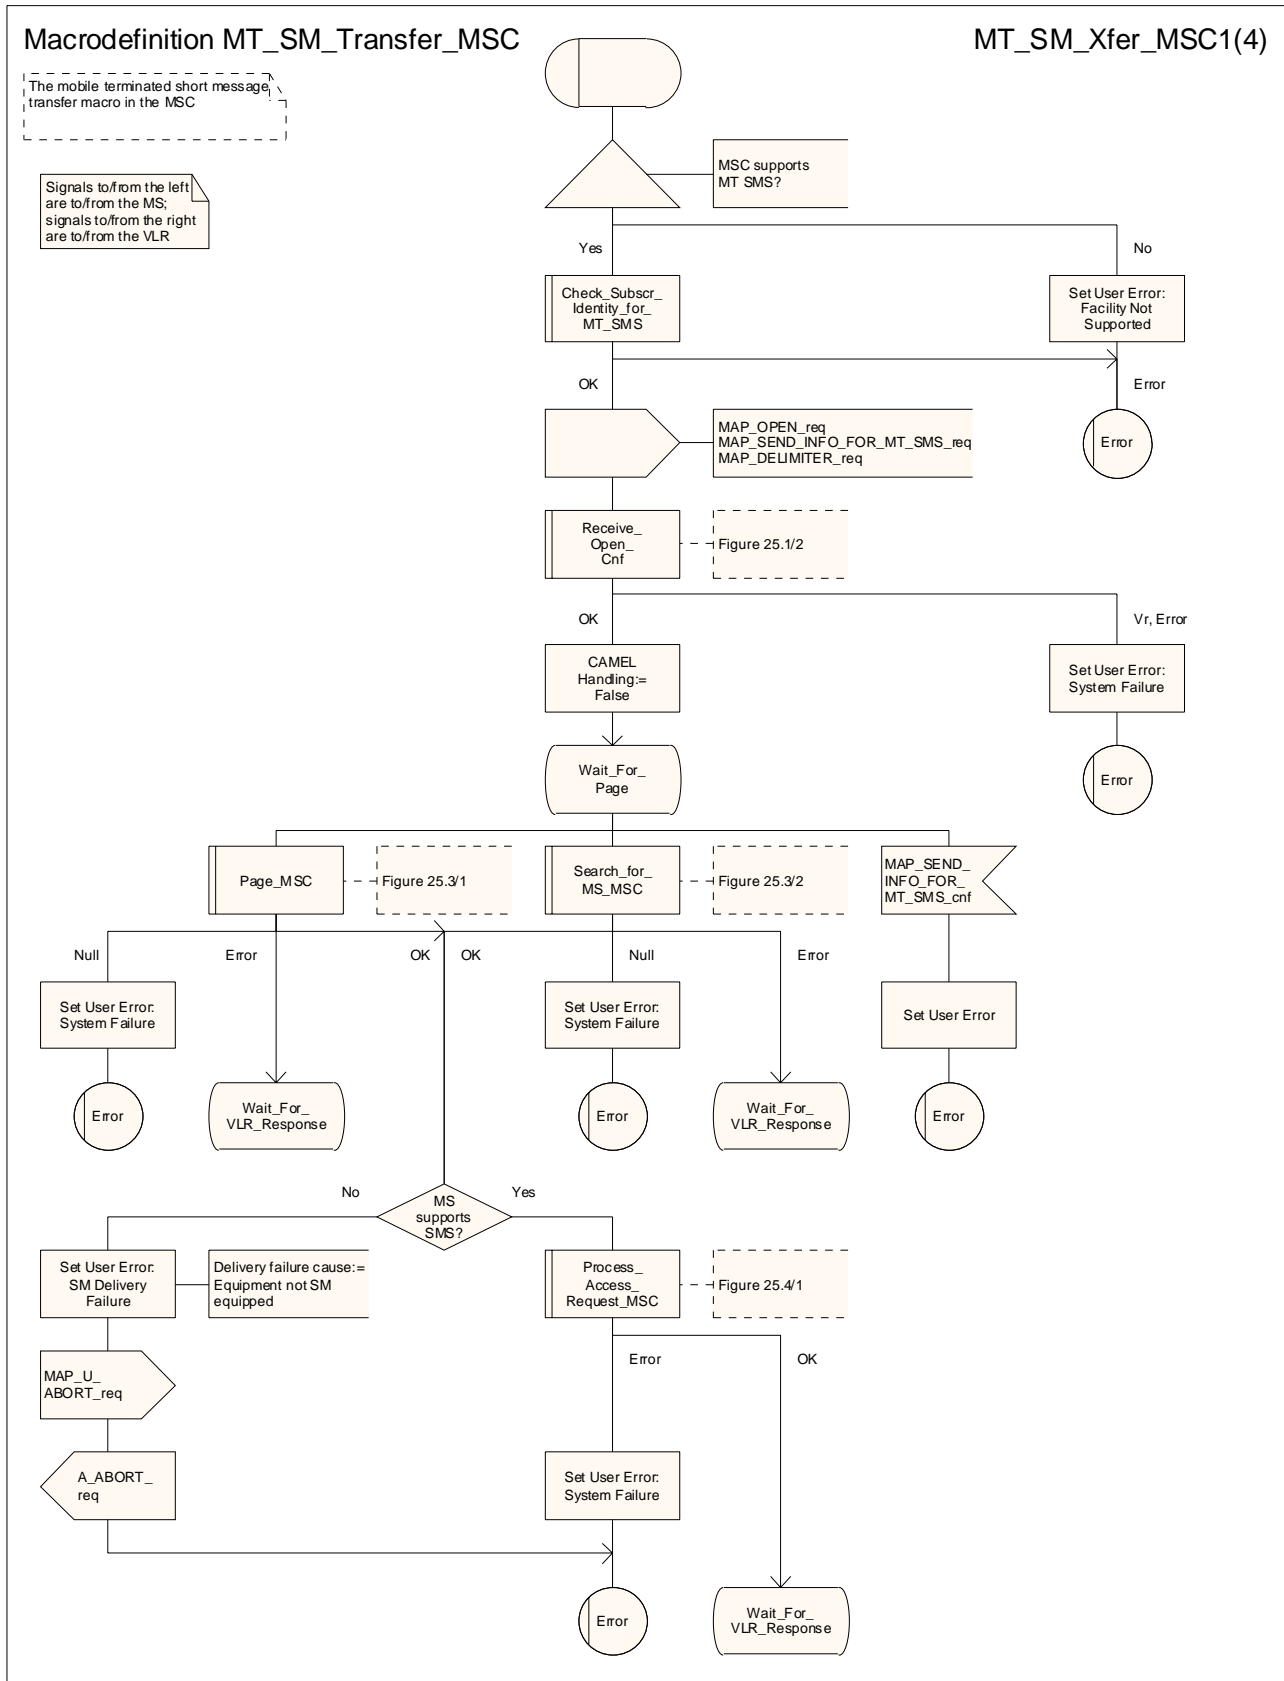 Macrodefinition MT_SM_Transfer_MSC
MT_SM_Xfer_MSC1(4)
The mobile terminated short message
transfer macro in the MSC
Signals to/from the left
are to/from the MS;
signals to/from the right
are to/from the VLR
MSC supports
MT SMS?
Yes
No
Check_Subscr_
Identity_for_
MT_SMS
Set User Error:
Facility Not
Supported
OK
Error
Error
MAP_OPEN_req
MAP_SEND_INFO_FOR_MT_SMS_req
MAP_DELIMITER_req
Receive_
Open_
Cnf
Figure 25.1/2
OK
Vr, Error
CAMEL
Handling:=
False
Set User Error:
System Failure
Wait_For_
Page
Error
Page_MSC
Figure 25.3/1
Search_for_
MS_MSC
Figure 25.3/2
MAP_SEND_
INFO_FOR_
MT_SMS_cnf
Null
Error
OK
OK
Null
Error
Set User Error:
System Failure
Set User Error:
System Failure
Set User Error
Error
Wait_For_
VLR_Response
Error
Wait_For_
VLR_Response
Error
No
MS
supports
SMS?
Yes
Set User Error:
SM Delivery
Failure
Delivery failure cause:=
Equipment not SM
equipped
Process_
Access_
Request_MSC
Figure 25.4/1
Error
OK
MAP_U_
ABORT_req
A_ABORT_
req
Set User Error:
System Failure
Error
Wait_For_
VLR_Response